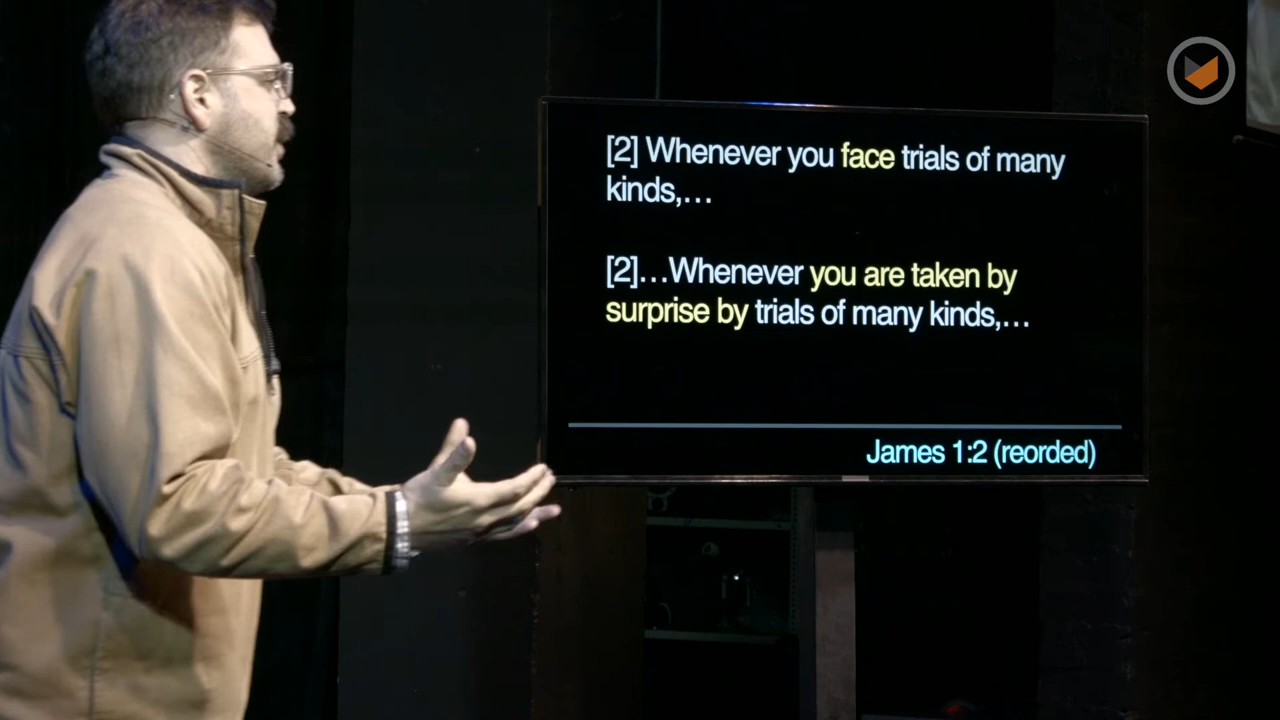 [2] Whenever you face trials of many
kinds,…
[2]…Whenever you are taken by
surprise by trials of many kinds,…
James 1:2 (reorded)